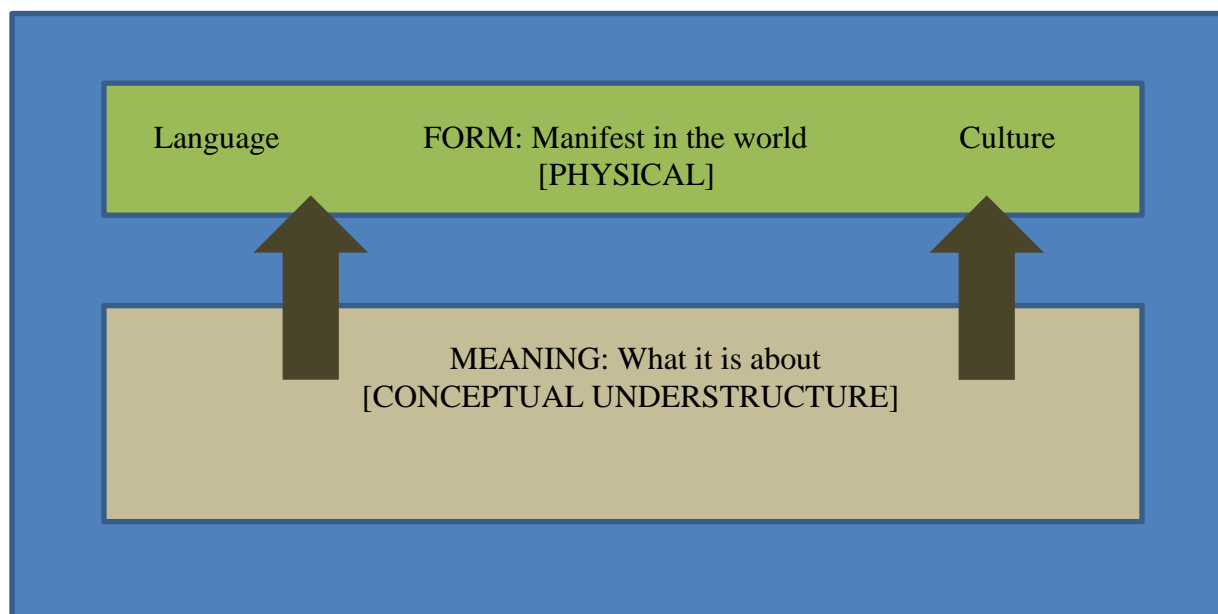 Language FORM: Manifest in the world Culture
[PHYSICAL]
MEANING: What it is about
[CONCEPTUAL UNDERSTRUCTURE]